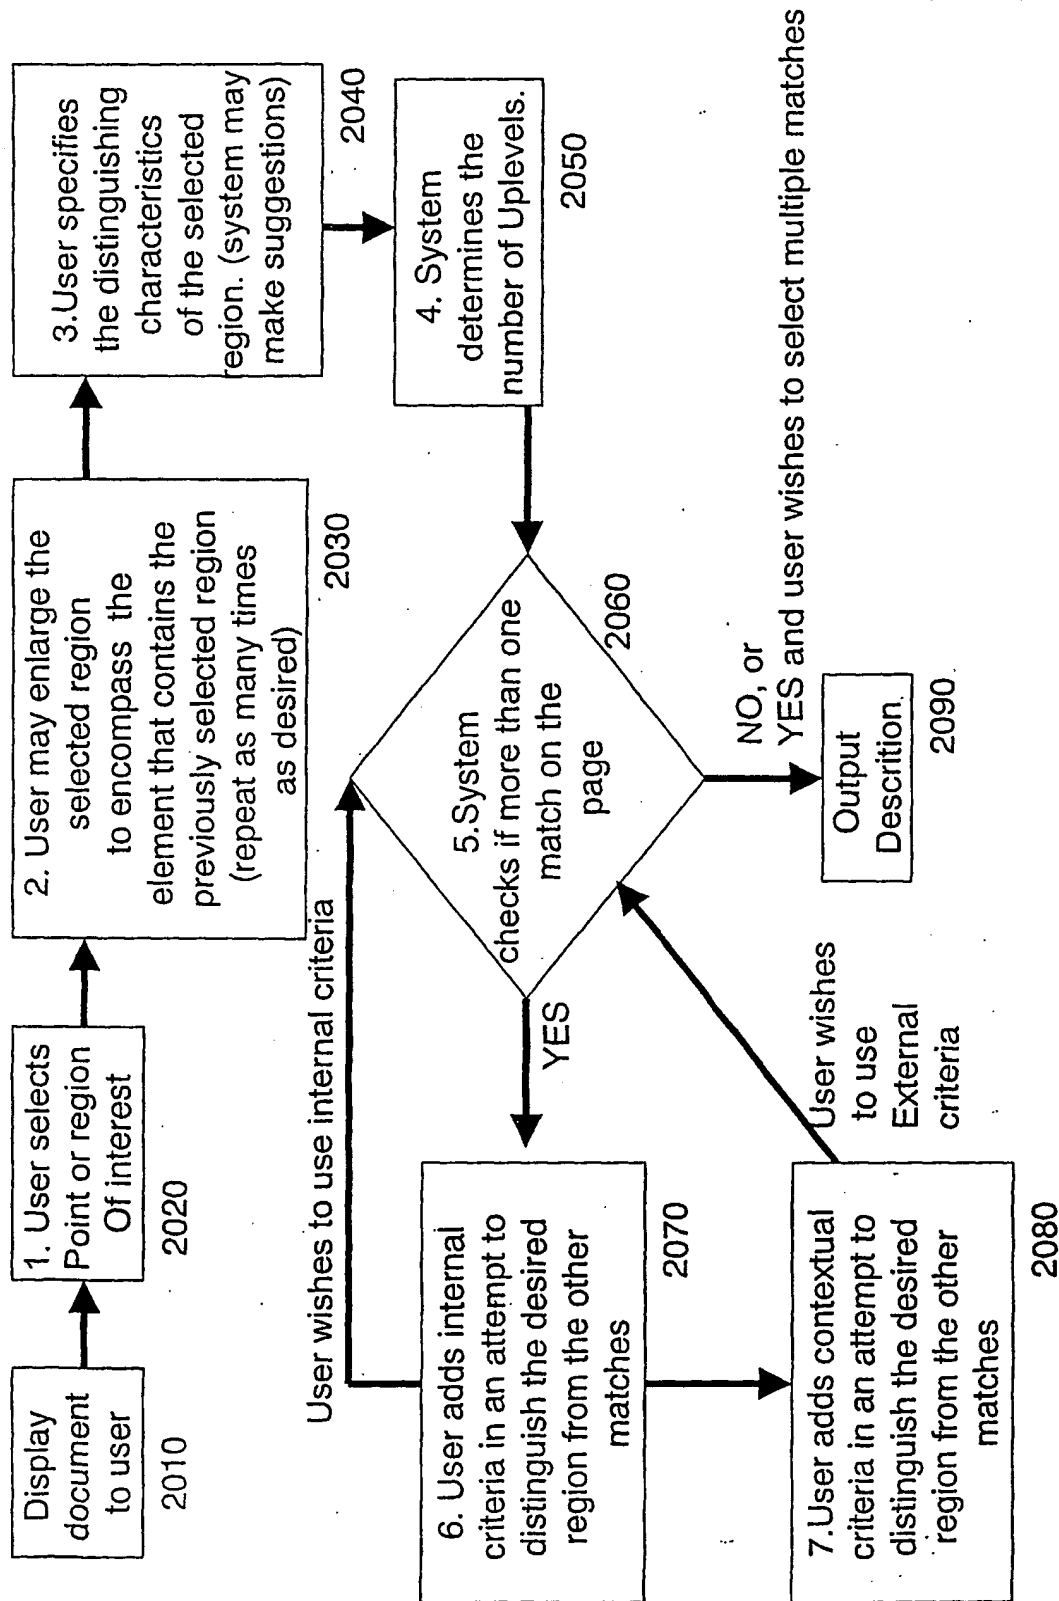 Display
document
to user
2010
1. User selects
Point or region
Of interest
2020
2. User may enlarge the
selected region
to encompass the
element that contains the
previously selected region
(repeat as many times
as desired)
2030
3.User specifies
the distinguishing
characteristics
of the selected
region. (system may
make suggestions)
2040
4. System
determines the
number of Uplevels.
2050
5.System
checks if more than one
match on the
page
2060
User wishes to use internal criteria
YES
6. User adds internal
criteria in an attempt to
distinguish the desired
region from the other
matches
2070
7.User adds contextual
criteria in an attempt to
distinguish the desired
region from the other
matches
2080
User wishes
to use
External
criteria
NO, or
YES and user wishes to select multiple matches
Output
Descrition.
2090